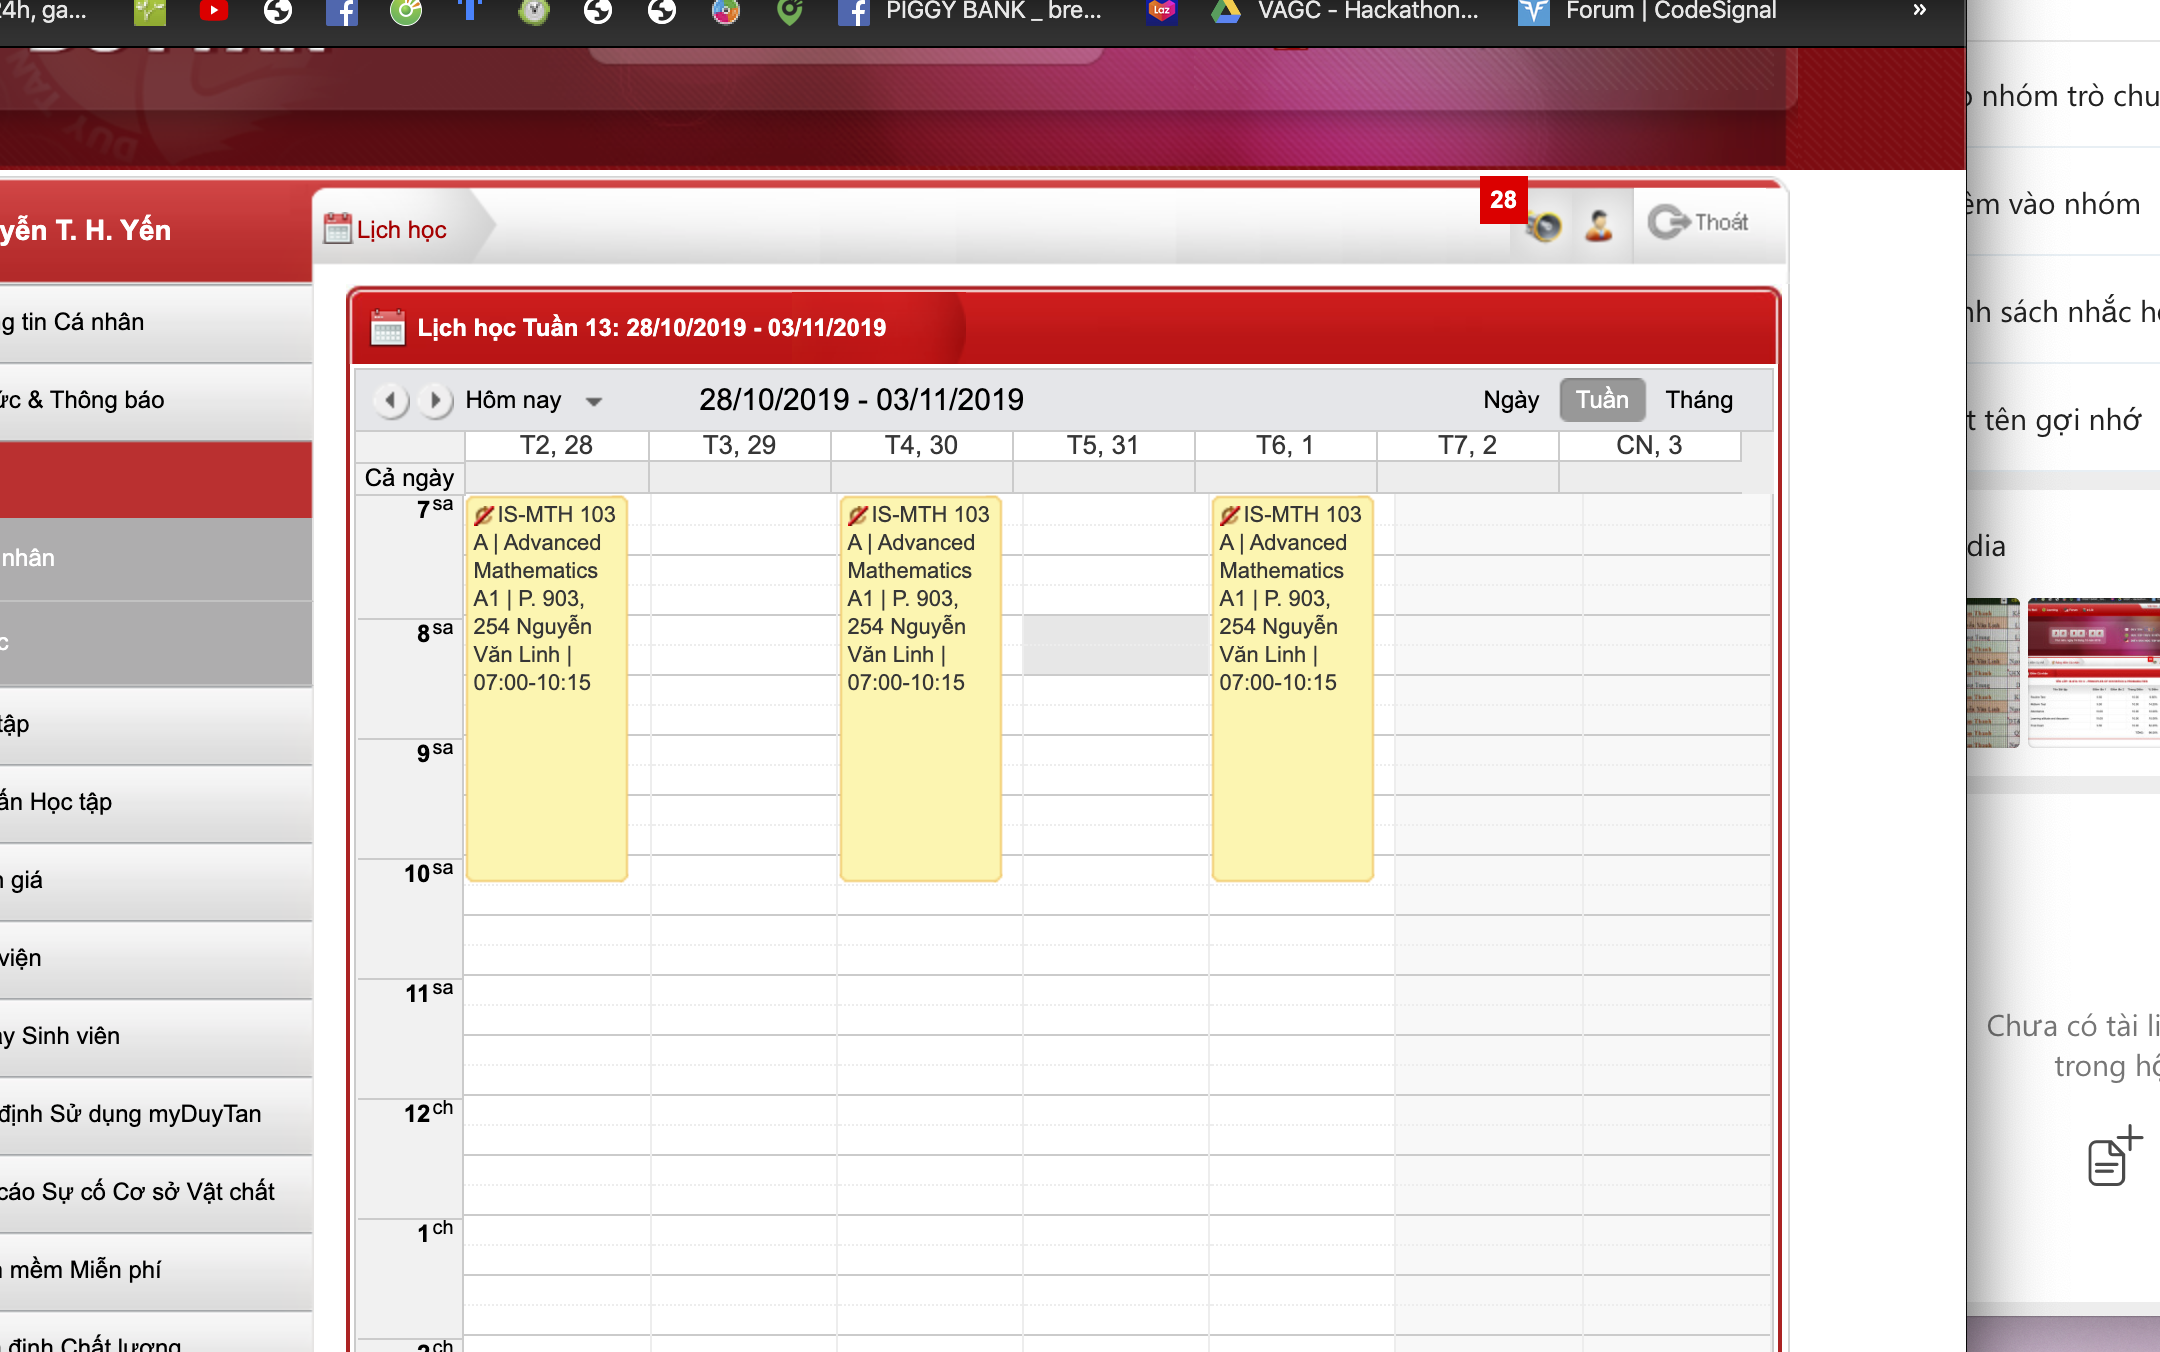 24h, ga...
PIGGY BANK _ bre...
Laz
VAGC - Hackathon...
Forum | CodeSignal
»
DUY TAN
nhóm trò chu
vào nhóm
sách nhắc
tên gợi nhớ
dia
Chưa có tài li
trong
yễn T. H. Yến
Lịch học
28
Thoát
g tin Cá nhân
ức & Thông báo
nhân
c
tập
ấn Học tập
giá
viện
ay Sinh viên
định Sử dụng myDuyTan
cáo Sự cố Cơ sở Vật chất
mềm Miễn phí
định Chất lượng
Lịch học Tuần 13: 28/10/2019 - 03/11/2019
Hôm nay
28/10/2019 - 03/11/2019
Ngày
Tuần
Tháng
T2, 28
T3, 29
T4, 30
T5, 31
T6, 1
T7, 2
CN, 3
Cả ngày
7 sa
8 sa
9 sa
10 sa
11 sa
12 ch
1 ch
2 ch
IS-MTH 103
A | Advanced
Mathematics
A1 | P. 903,
254 Nguyễn
Văn Linh |
07:00-10:15
IS-MTH 103
A | Advanced
Mathematics
A1 | P. 903,
254 Nguyễn
Văn Linh |
07:00-10:15
IS-MTH 103
A | Advanced
Mathematics
A1 | P. 903,
254 Nguyễn
Văn Linh |
07:00-10:15